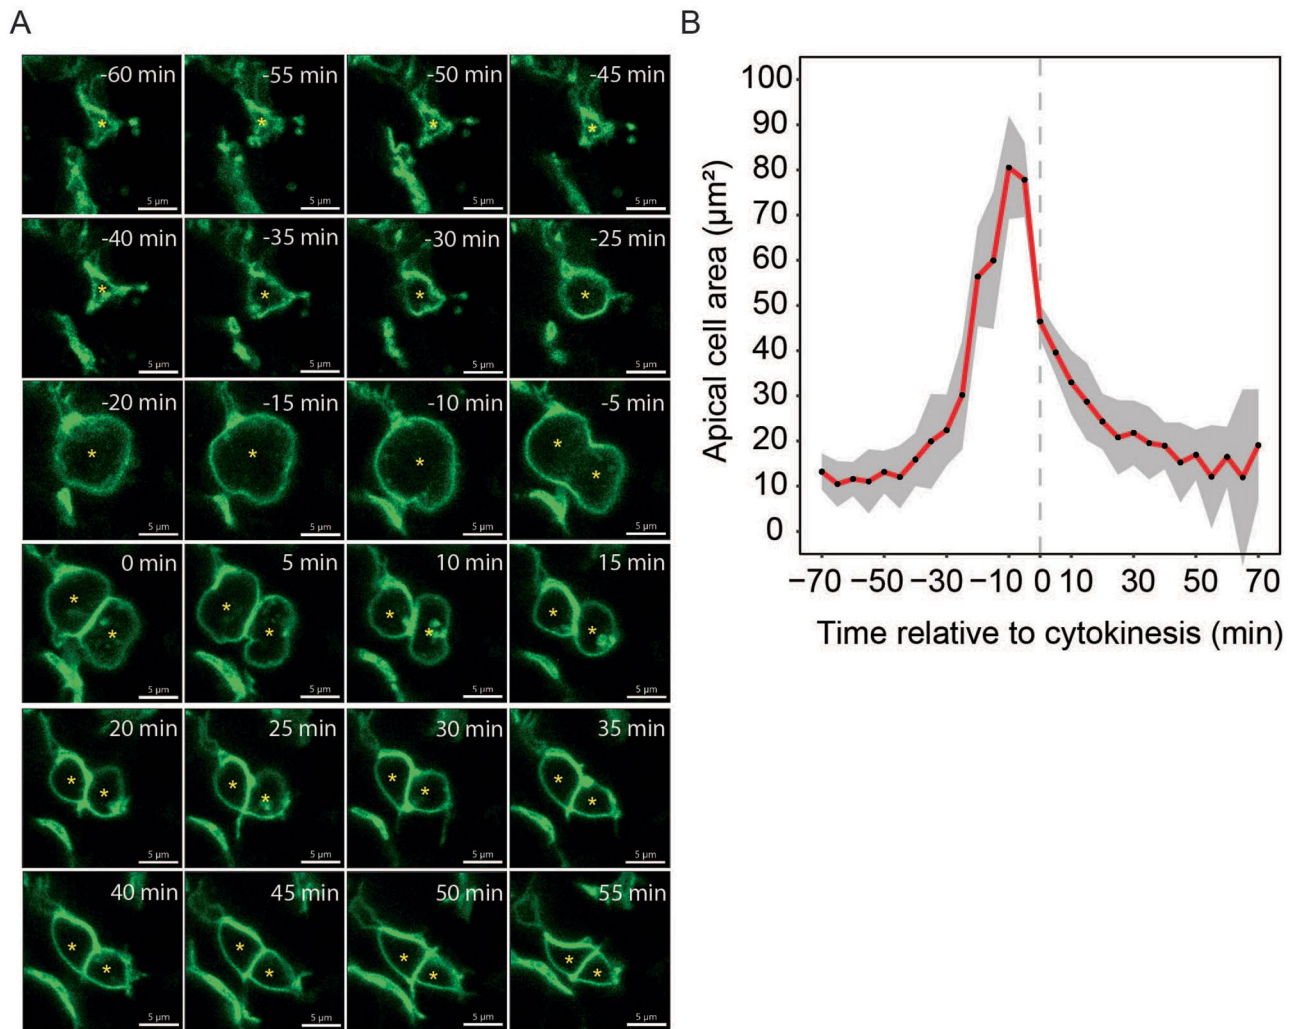 A
B
-60 min
-55 min
-50 min
-45 min
5 µm
5 µm
5 µm
5 µm
-40 min
-35 min
-30 min
-25 min
5 µm
5 µm
5 µm
5 µm
-20 min
-15 min
-10 min
-5 min
5 µm
5 µm
5 µm
5 µm
0 min
5 min
10 min
15 min
5 µm
5 µm
5 µm
5 µm
20 min
25 min
30 min
35 min
5 µm
5 µm
5 µm
5 µm
40 min
45 min
50 min
55 min
5 µm
5 µm
5 µm
5 µm
Apical cell area (µm²)
100
90
80
70
60
50
40
30
20
10
0
−70 −50 −30 −10 0 10 30 50 70
Time relative to cytokinesis (min)